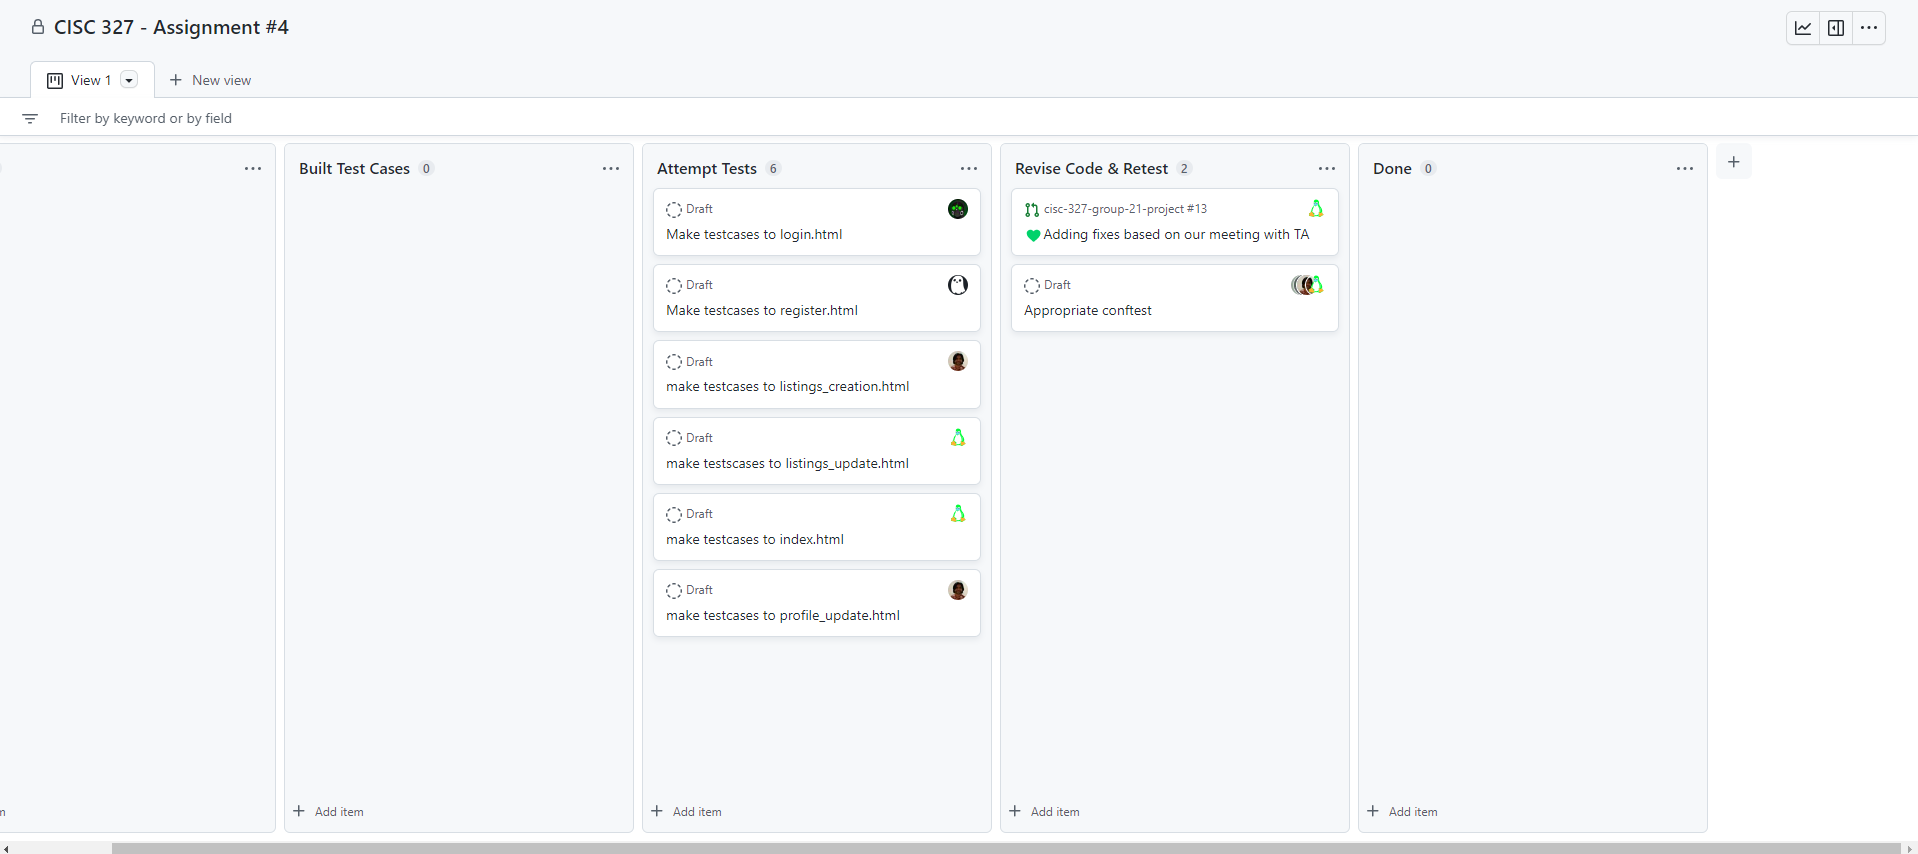 CISC 327 - Assignment #4
View 1
New view
Filter by keyword or by field
Built Test Cases 0
Add item
Attempt Tests 6
Draft
Make testcases to login.html
Draft
Make testcases to register.html
Draft
make testcases to listings_creation.html
Draft
make testscases to listings_update.html
Draft
make testcases to index.html
Draft
make testcases to profile_update.html
Add item
Revise Code & Retest 2
cisc-327-group-21-project #13
💚Adding fixes based on our meeting with TA
Draft
Appropriate conftest
Add item
Done 0
Add item